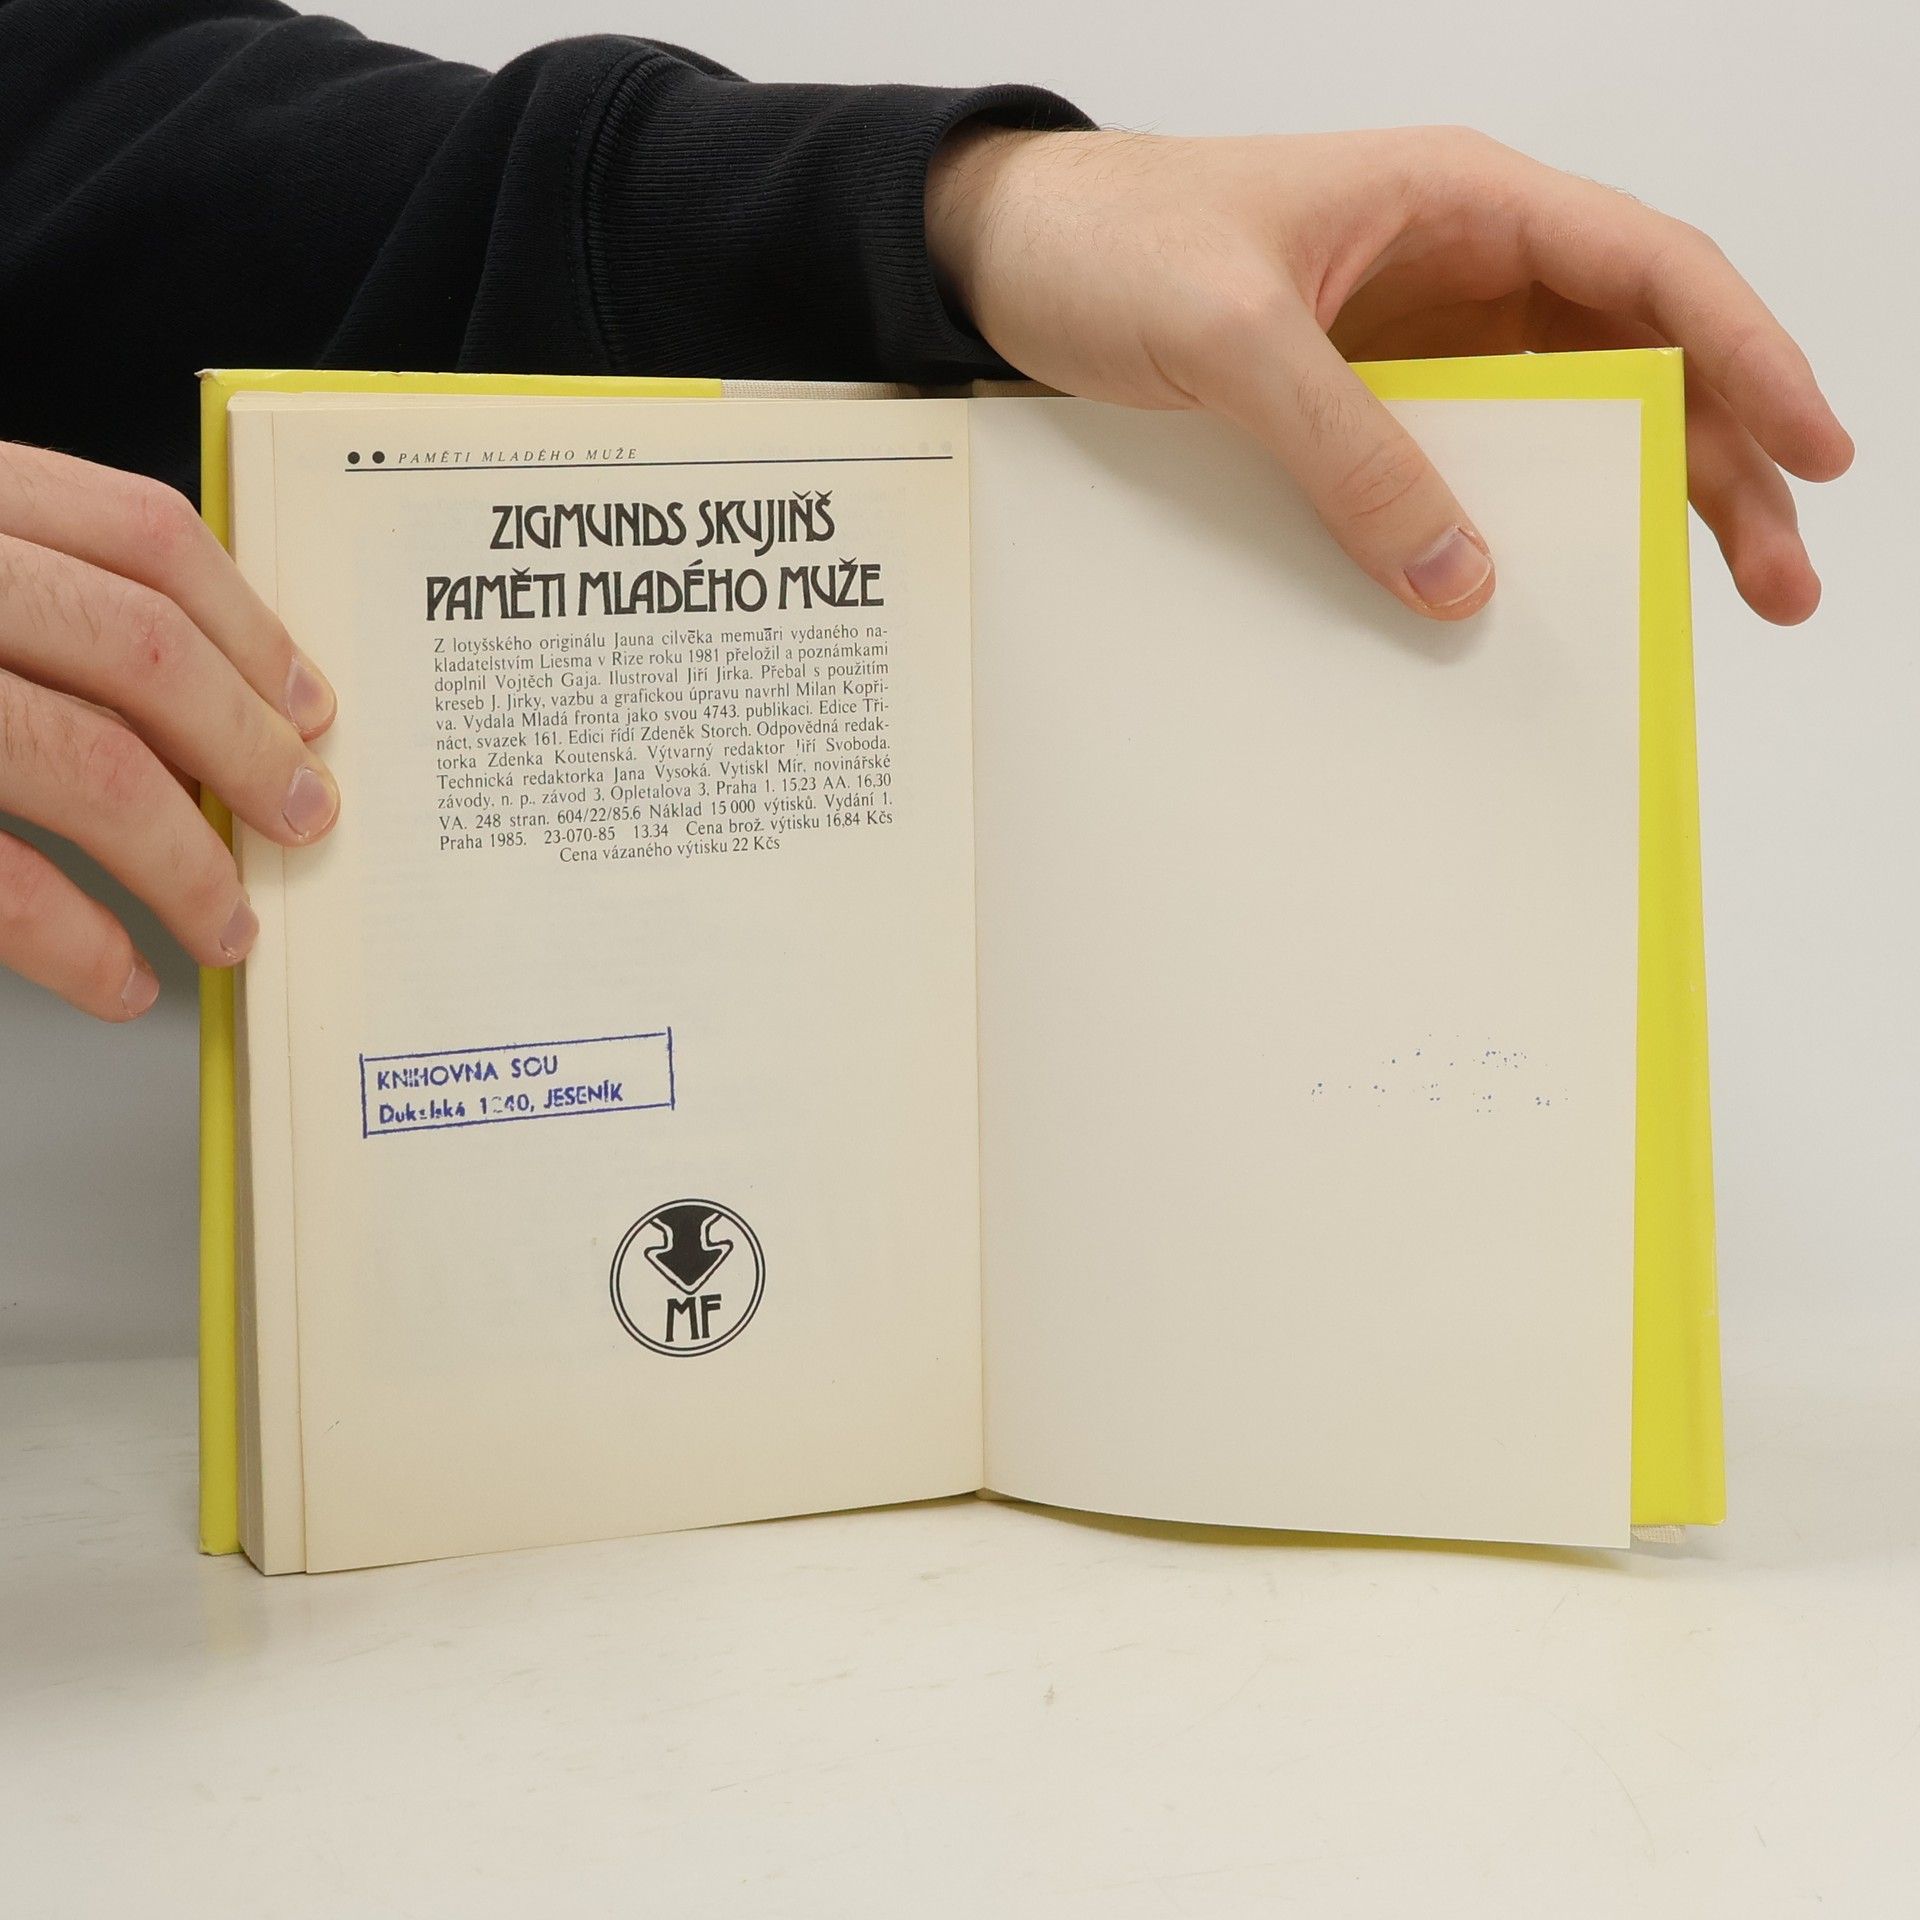 PAMĚTI MLADÉHO MUŽE
ZIGMUNDS SKUJIŇŠ
PAMĚTI MLADÉHO MUŽE
Z lotyšského originálu Jauna cilvēka memuāri vydaného na-
kladatelstvím Liesma v Rize roku 1981 přeložil a poznámkami
doplnil Vojtěch Gaja. Ilustroval Jiří Jirka. Přebal s použitím
kreseb J. Jirky, vazbu a grafickou úpravu navrhl Milan Kopři-
va. Vydala Mladá fronta jako svou 4743. publikaci. Edice Tři-
náct, svazek 161. Edici řídí Zdeněk Storch. Odpovědná redak-
torka Zdenka Koutenská. Výtvarný redaktor Jiří Svoboda.
Technická redaktorka Jana Vysoká. Vytiskl Mír, novinářské
závody, n. p., závod 3, Opletalova 3, Praha 1. 15,23 AA. 16,30
VA. 248 stran. 604/22/85.6 Náklad 15 000 výtisků. Vydání 1.
Praha 1985. 23-070-85 13.34 Cena brož. výtisku 16,84 Kčs
Cena vázaného výtisku 22 Kčs
KNIHOVNA SOU
Dukelská JESENÍK
MF